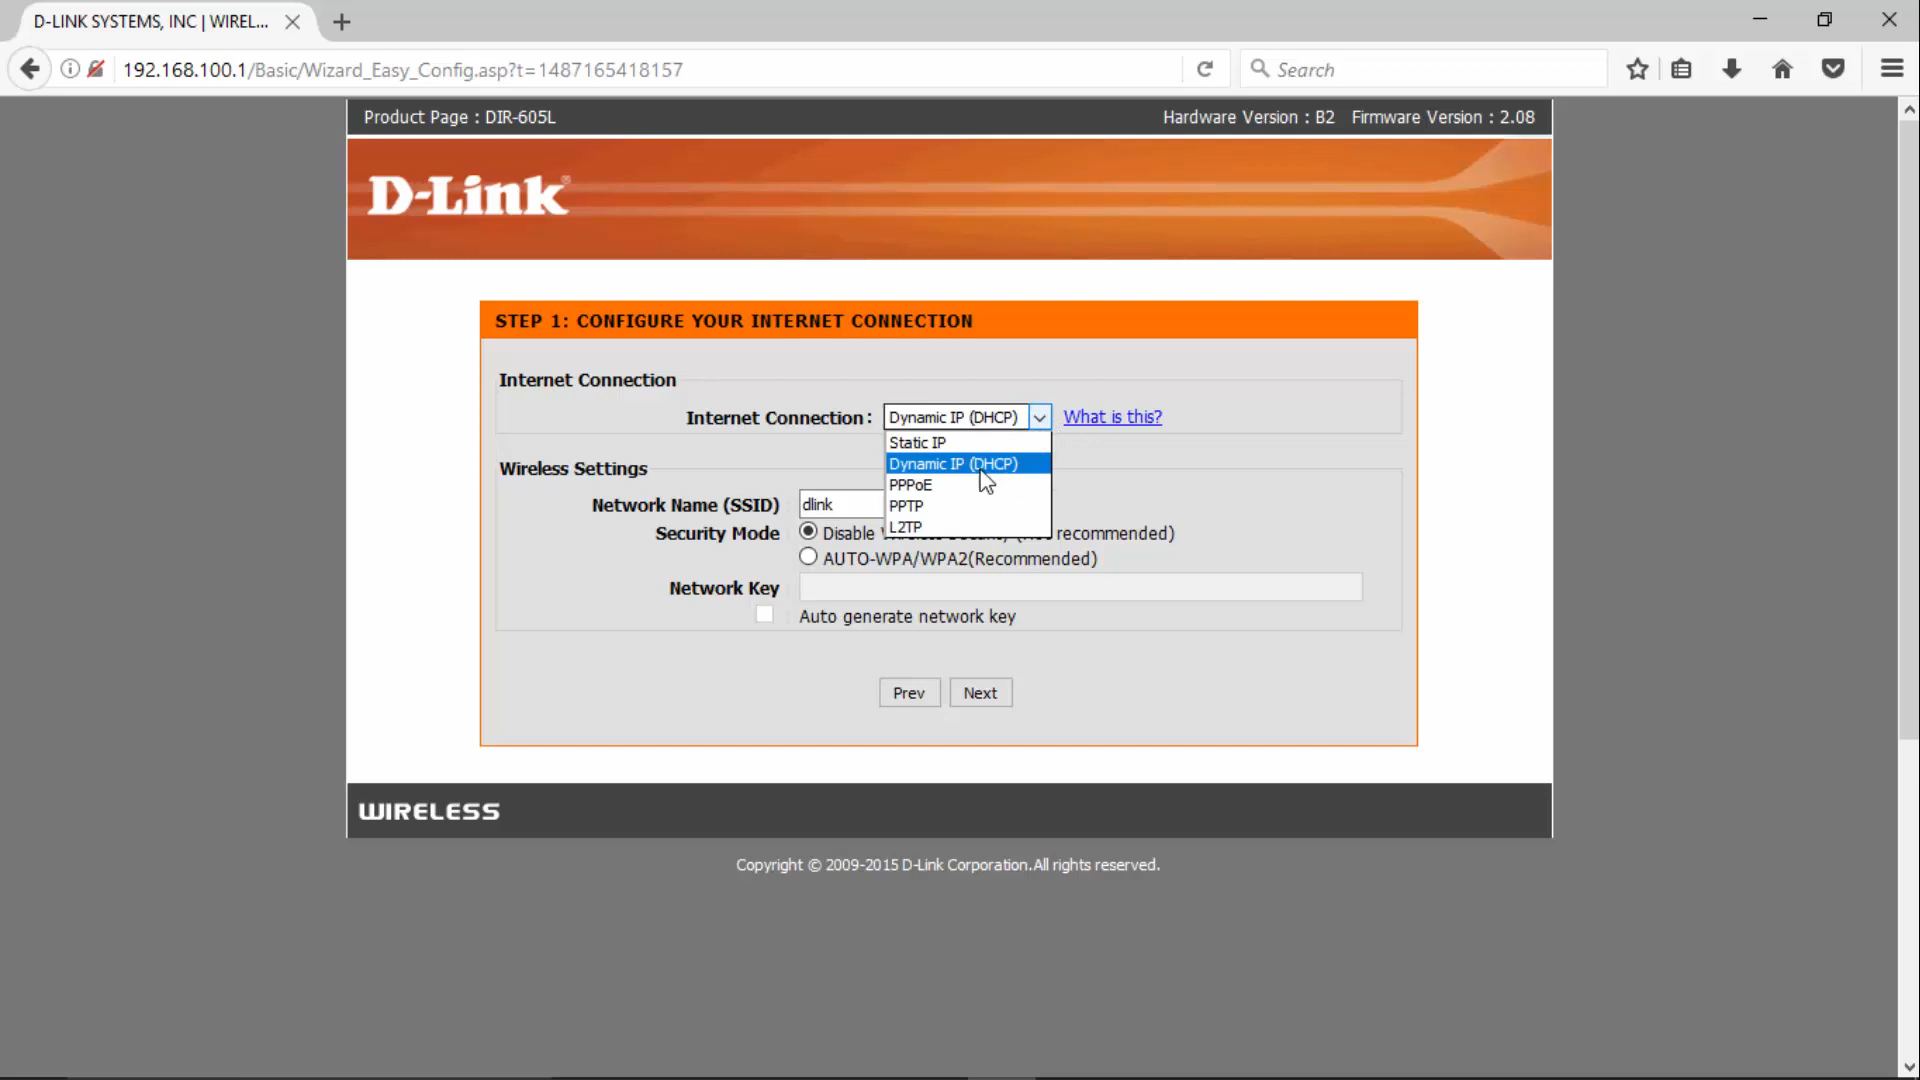 D-LINK SYSTEMS, INC | WIREL...
192.168.100.1/Basic/Wizard_Easy_Config.asp?t=1487165418157
Search
Product Page : DIR-605L
Hardware Version : B2 Firmware Version : 2.08
D-Link®
STEP 1: CONFIGURE YOUR INTERNET CONNECTION
Internet Connection
Internet Connection : Dynamic IP (DHCP) What is this?
Static IP
Dynamic IP (DHCP)
PPPoE
PPTP
L2TP
Wireless Settings
Network Name (SSID) dlink
Security Mode Disable recommended)
AUTO-WPA/WPA2(Recommended)
Network Key
Auto generate network key
Prev Next
WIRELESS
Copyright © 2009-2015 D-Link Corporation.All rights reserved.